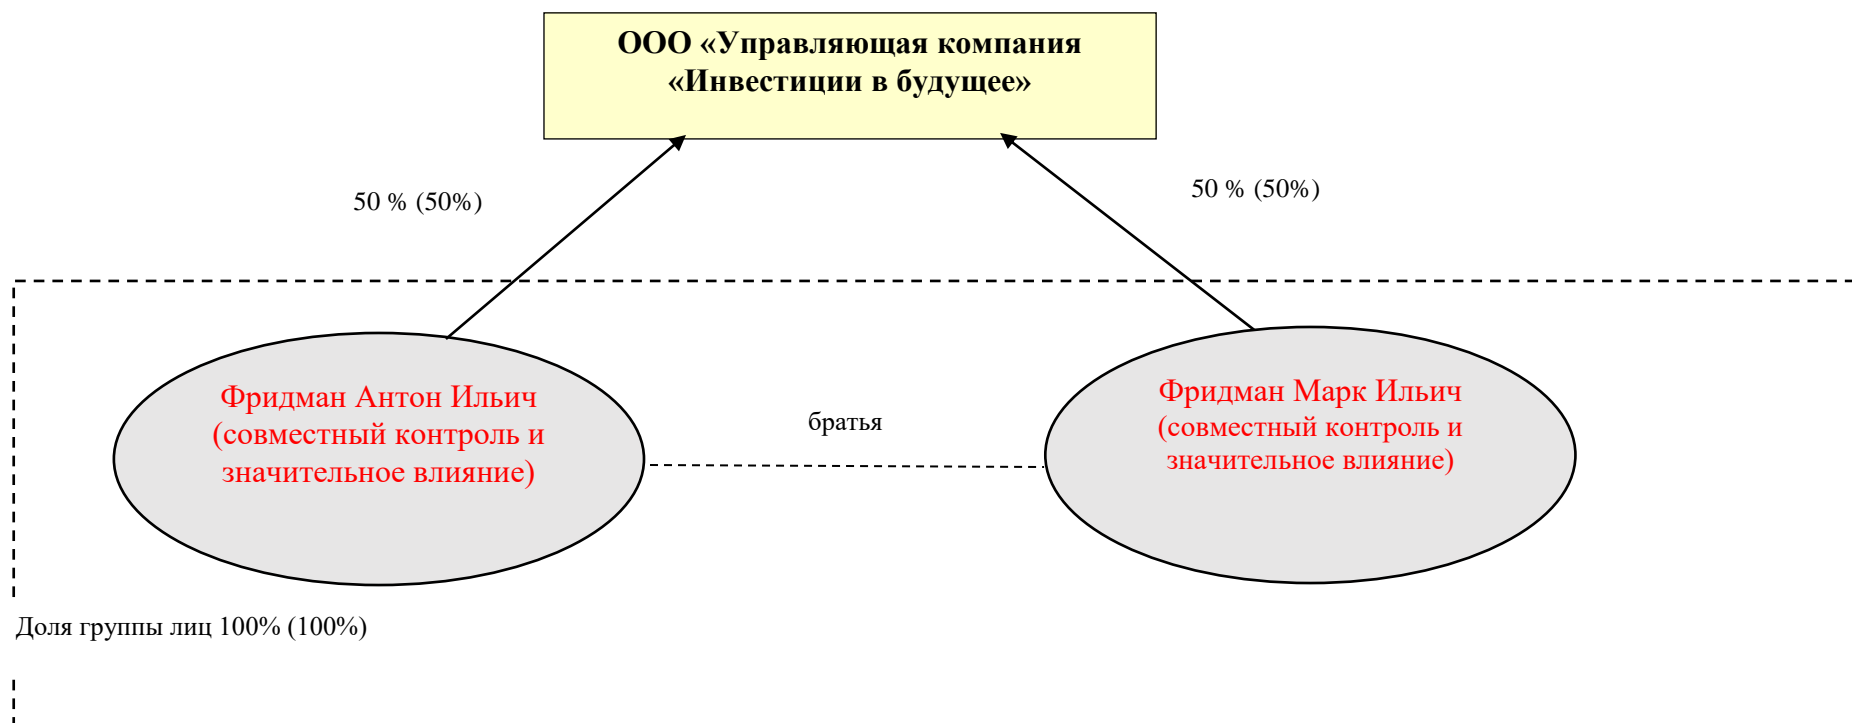 ООО «Управляющая компания
«Инвестиции в будущее»
50 % (50%)
50 % (50%)
Фридман Антон Ильич
(совместный контроль и
значительное влияние)
братья
Фридман Марк Ильич
(совместный контроль и
значительное влияние)
Доля группы лиц 100% (100%)